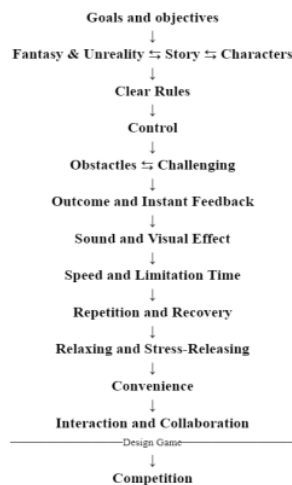 Goals and objectives
↓
Fantasy & Unreality ⇆ Story ⇆ Characters
↓
Clear Rules
↓
Control
↓
Obstactles ⇆ Challenging
↓
Outcome and Instant Feedback
↓
Sound and Visual Effect
↓
Speed and Limitation Time
↓
Repetition and Recovery
↓
Relaxing and Stress-Releasing
↓
Convenience
↓
Interaction and Collaboration
Design Game
↓
Competition